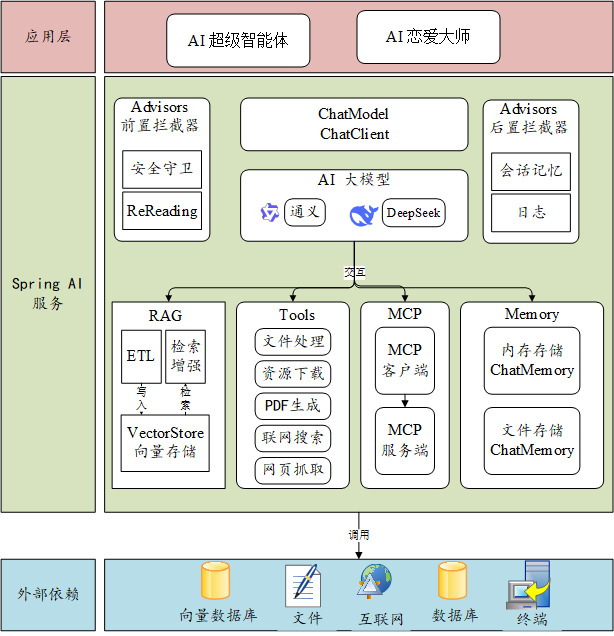 应用层
AI 超级智能体
AI 恋爱大师
Spring AI
服务
Advisors
前置拦截器
安全守卫
ReReading
ChatModel
ChatClient
AI 大模型
通义
DeepSeek
Advisors
后置拦截器
会话记忆
日志
交互
RAG
ETL
检索
增强
写入
检索
VectorStore
向量存储
Tools
文件处理
资源下载
PDF生成
联网搜索
网页抓取
MCP
MCP
客户端
MCP
服务端
Memory
内存存储
ChatMemory
文件存储
ChatMemory
调用
外部依赖
向量数据库
文件
互联网
数据库
终端